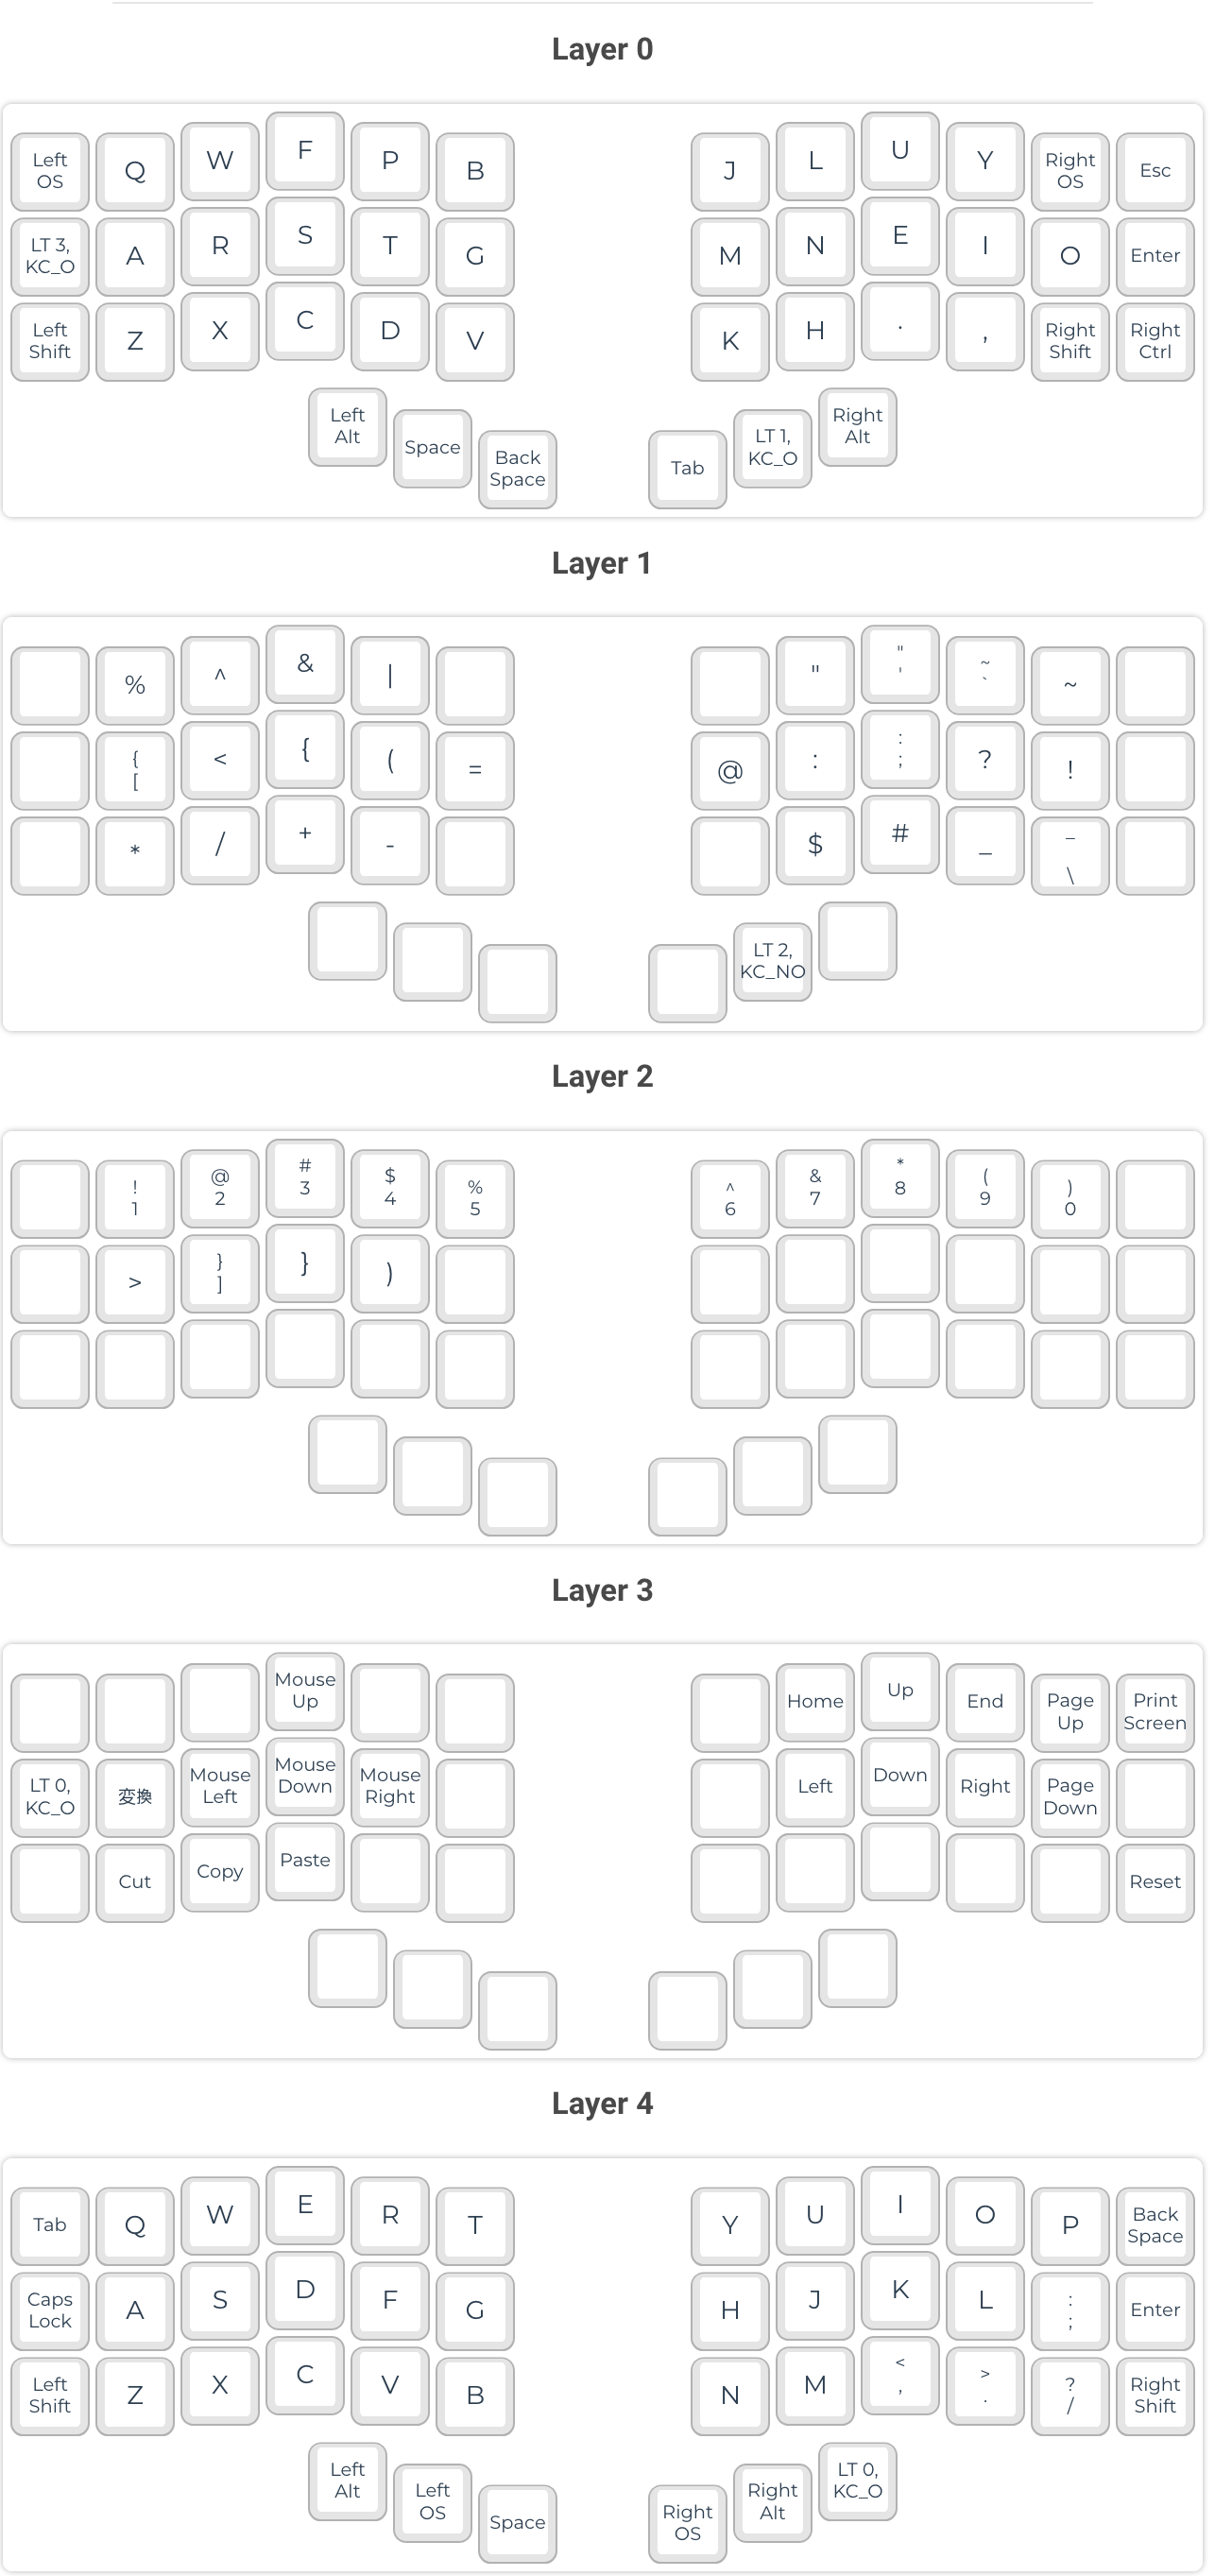 Layer 0
Left OS Q W F P B J L U Y Right OS Esc
LT 3, KC_O A R S T G M N E I O Enter
Left Shift Z X C D V K H . , Right Shift Right Ctrl
Left Alt Space Back Space Tab LT 1, KC_O Right Alt
Layer 1
% ^ & | " " ' ~ ` ~
{ [ < { ( = @ : : ; ? !
* / + - $ # _ _ \
LT 2, KC_NO
Layer 2
! 1 @ 2 # 3 $ 4 % 5 ^ 6 & 7 * 8 ( 9 ) 0
> } ] } )
Layer 3
Mouse Up Home Up End Page Up Print Screen
LT 0, KC_O 変換 Mouse Left Mouse Down Mouse Right Left Down Right Page Down
Cut Copy Paste Reset
Layer 4
Tab Q W E R T Y U I O P Back Space
Caps Lock A S D F G H J K L : ; Enter
Left Shift Z X C V B N M < , > . ? / Right Shift
Left Alt Left OS Space Right OS Right Alt LT 0, KC_O